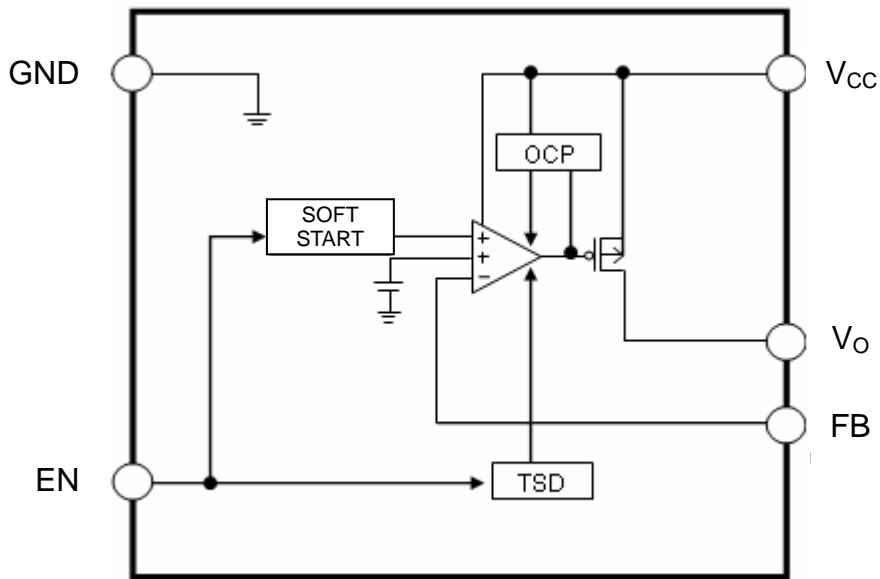 GND
VCC
OCP
SOFT
START
+
+
−
VO
FB
EN
TSD